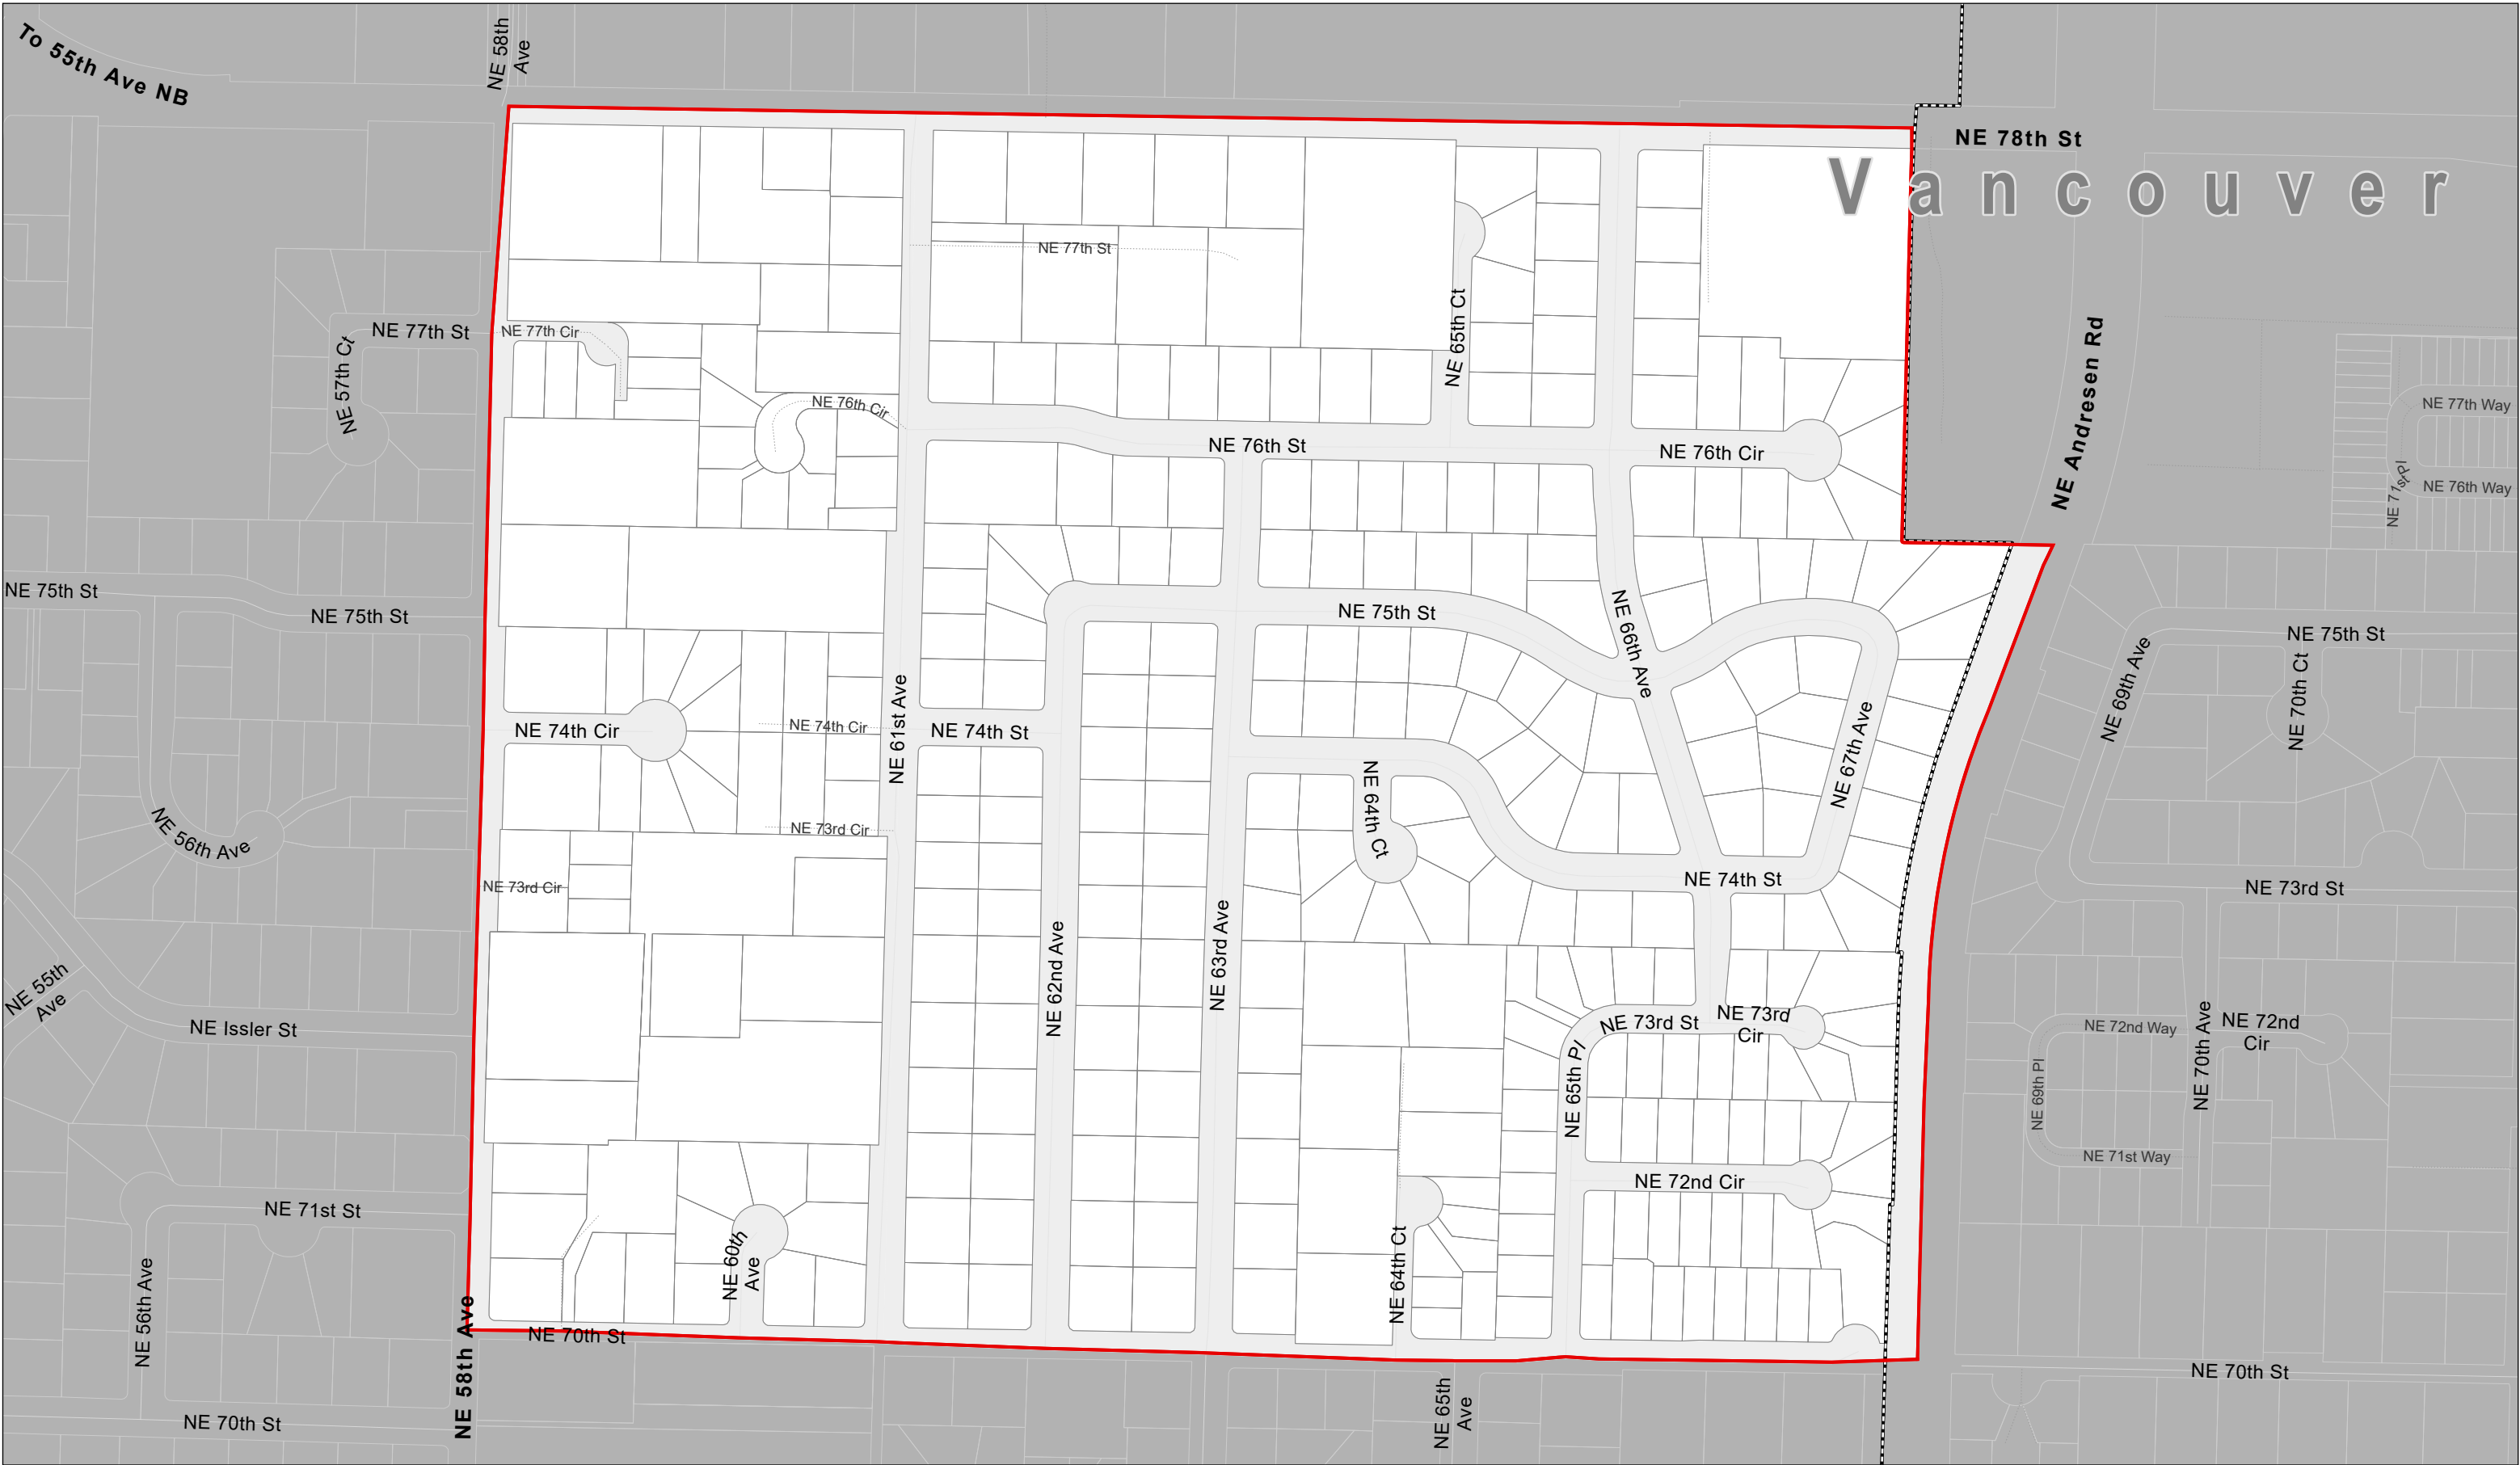 To 55th Ave NB
NE 58th
Ave
NE 78th St
Vancouver
NE 77th St
NE 77th St
NE 77th Cir
NE 57th Ct
NE 65th Ct
NE Andresen Rd
NE 76th Cir
NE 77th Way
NE 76th St
NE 76th Cir
NE 71st Pl
NE 76th Way
NE 75th St
NE 75th St
NE 75th St
NE 66th Ave
NE 75th St
NE 69th Ave
NE 70th Ct
NE 61st Ave
NE 74th Cir
NE 74th Cir
NE 74th St
NE 67th Ave
NE 64th Ct
NE 56th Ave
NE 73rd Cir
NE 73rd Cir
NE 74th St
NE 73rd St
NE 62nd Ave
NE 63rd Ave
NE 55th
Ave
NE Issler St
NE 73rd St
NE 73rd
Cir
NE 65th Pl
NE 72nd Way
NE 70th Ave
NE 72nd
Cir
NE 69th Pl
NE 71st Way
NE 72nd Cir
NE 71st St
NE 60th
Ave
NE 64th Ct
NE 56th Ave
NE 58th Ave
NE 70th St
NE 70th St
NE 65th
Ave
NE 70th St